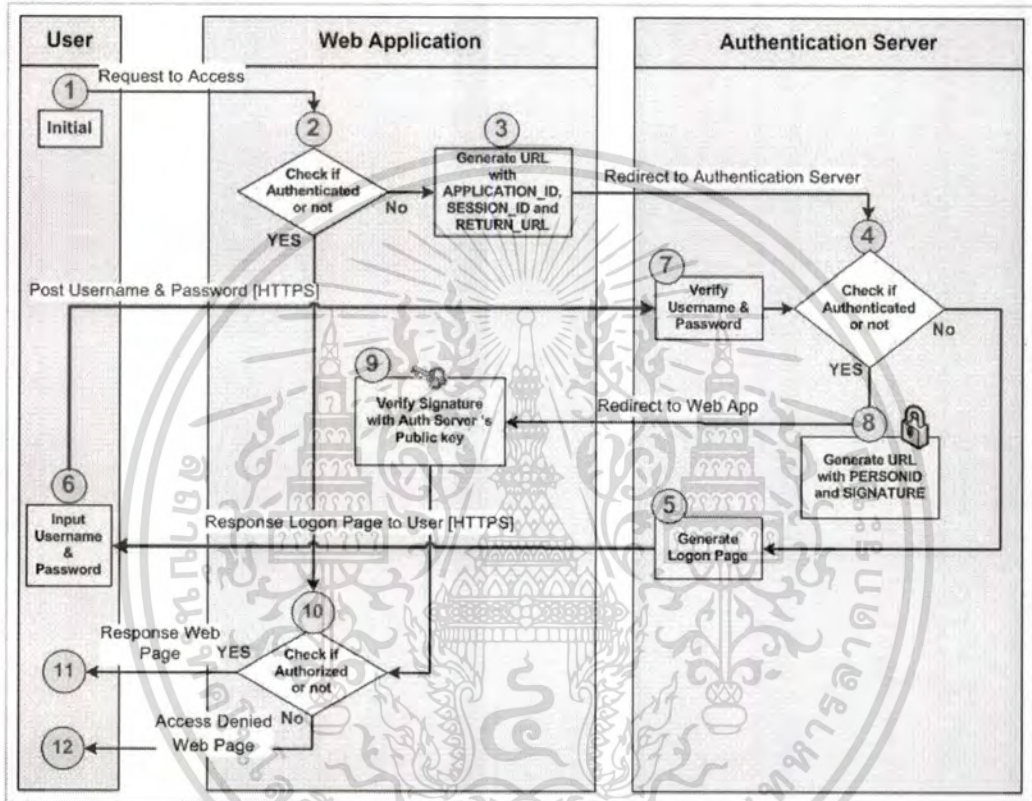 User
Web Application
Authentication Server
Request to Access
1
Initial
2
Check if
Authenticated
or not
No
YES
3
Generate URL
with
APPLICATION_ID,
SESSION_ID and
RETURN_URL
Redirect to Authentication Server
4
Check if
Authenticated
or not
No
YES
Post Username & Password [HTTPS]
7
Verify
Username &
Password
9
Verify Signature
with Auth Server 's
Public key
Redirect to Web App
8
Generate URL
with PERSONID
and SIGNATURE
6
Input
Username
&
Password
Response Logon Page to User [HTTPS]
5
Generate
Logon Page
10
Check if
Authorized
or not
Response Web
Page
YES
11
No
Access Denied
Web Page
12